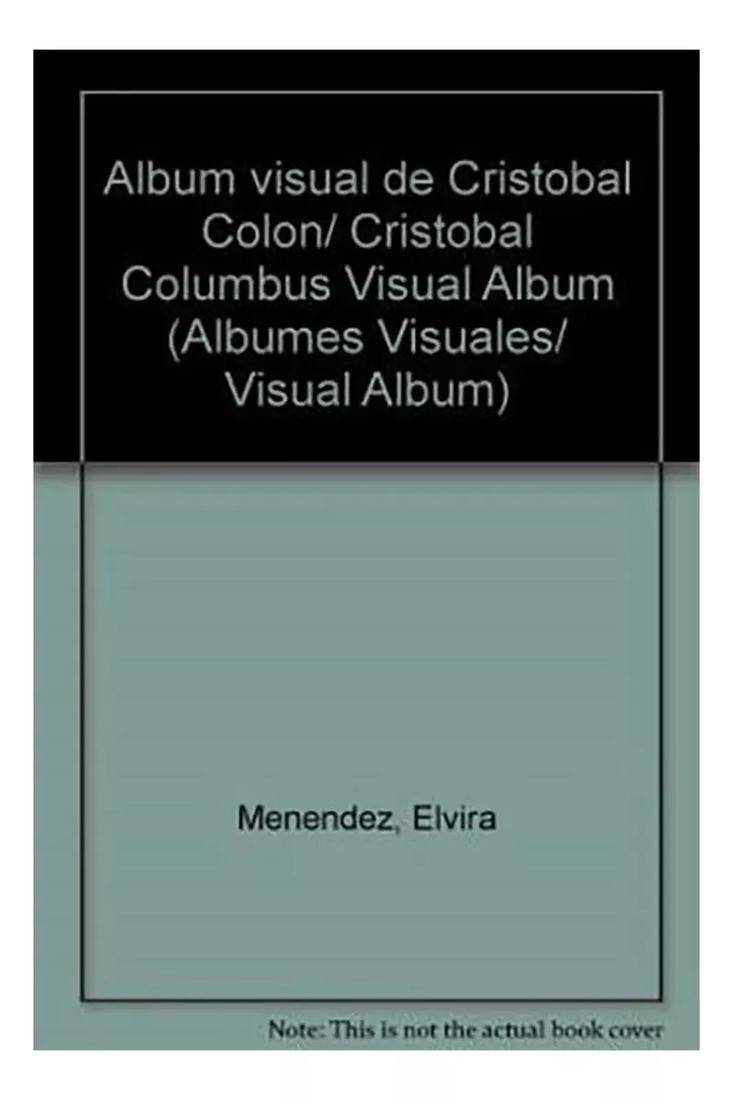 Album visual de Cristobal
Colon/ Cristobal
Columbus Visual Album
(Albumes Visuales/
Visual Album)
Menendez, Elvira
Note: This is not the actual book cover